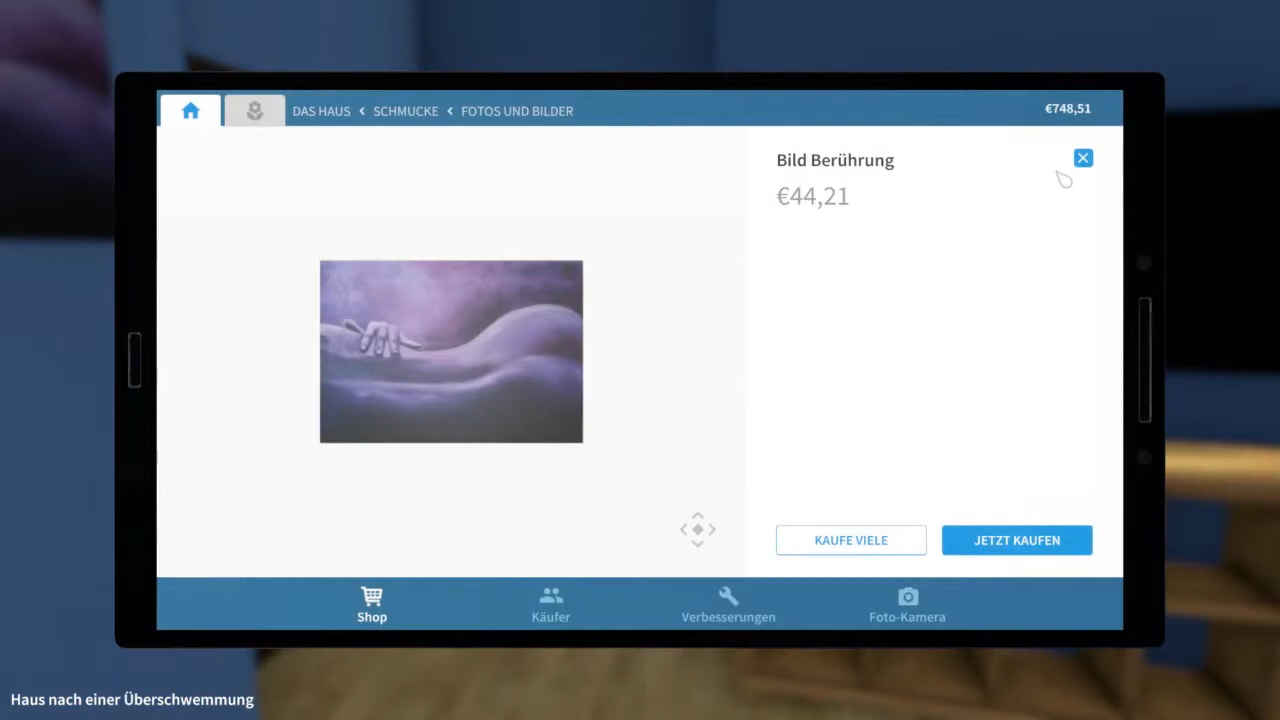 DAS HAUS < SCHMUCKE < FOTOS UND BILDER
€748,51
Bild Berührung
€44,21
KAUFE VIELE
JETZT KAUFEN
Shop
Käufer
Verbesserungen
Foto-Kamera
Haus nach einer Überschwemmung